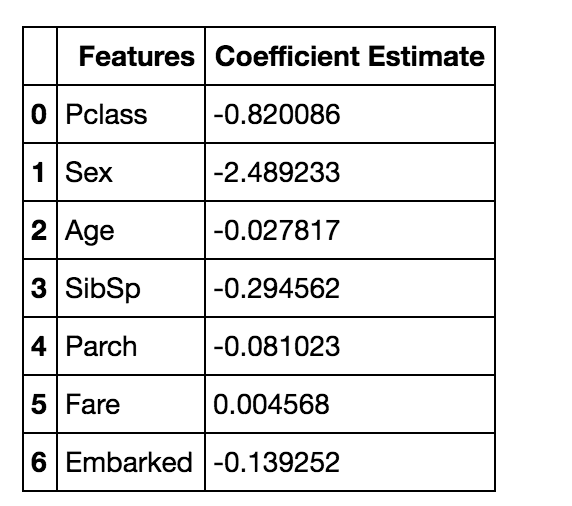 Features Coefficient Estimate
0 Pclass -0.820086
1 Sex -2.489233
2 Age -0.027817
3 SibSp -0.294562
4 Parch -0.081023
5 Fare 0.004568
6 Embarked -0.139252